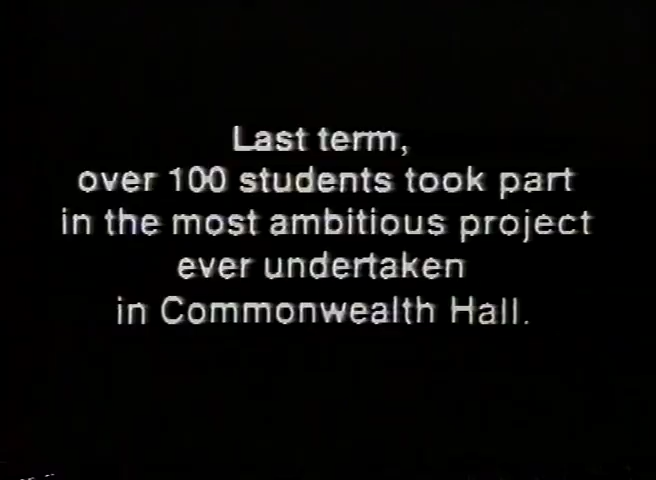 Last term,
over 100 students took part
in the most ambitious project
ever undertaken
in Commonwealth Hall.